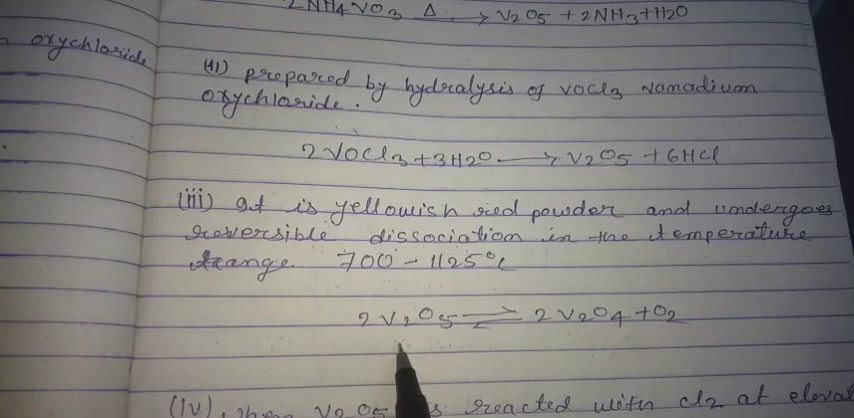 2NH4VO3 Δ→ V2O5 + 2NH3 + H2O
oxychloride
(ii) prepared by hydralysis of VOCl3 Vanadium
oxychloride.
2VOCl3 + 3H2O → V2O5 + 6HCl
(iii) It is yellowish red powder and undergoes
reversible dissociation in the temperature
range 700 - 1125°C
2V2O5 ⇌ 2V2O4 + O2
(iv), V2O5 is reacted with Cl2 at